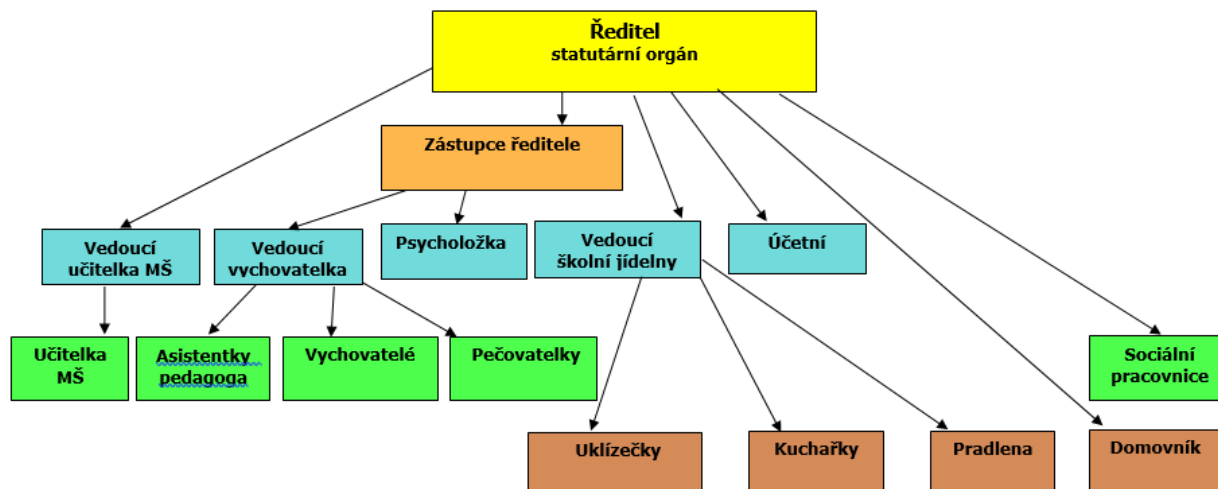 Ředitel
statutární orgán
Zástupce ředitele
Vedoucí
učitelka MŠ
Vedoucí
vychovatelka
Psycholožka
Vedoucí
školní jídelny
Účetní
Učitelka
MŠ
Asistentky
pedagoga
Vychovatelé
Pečovatelky
Sociální
pracovnice
Uklízečky
Kuchařky
Pradlena
Domovník